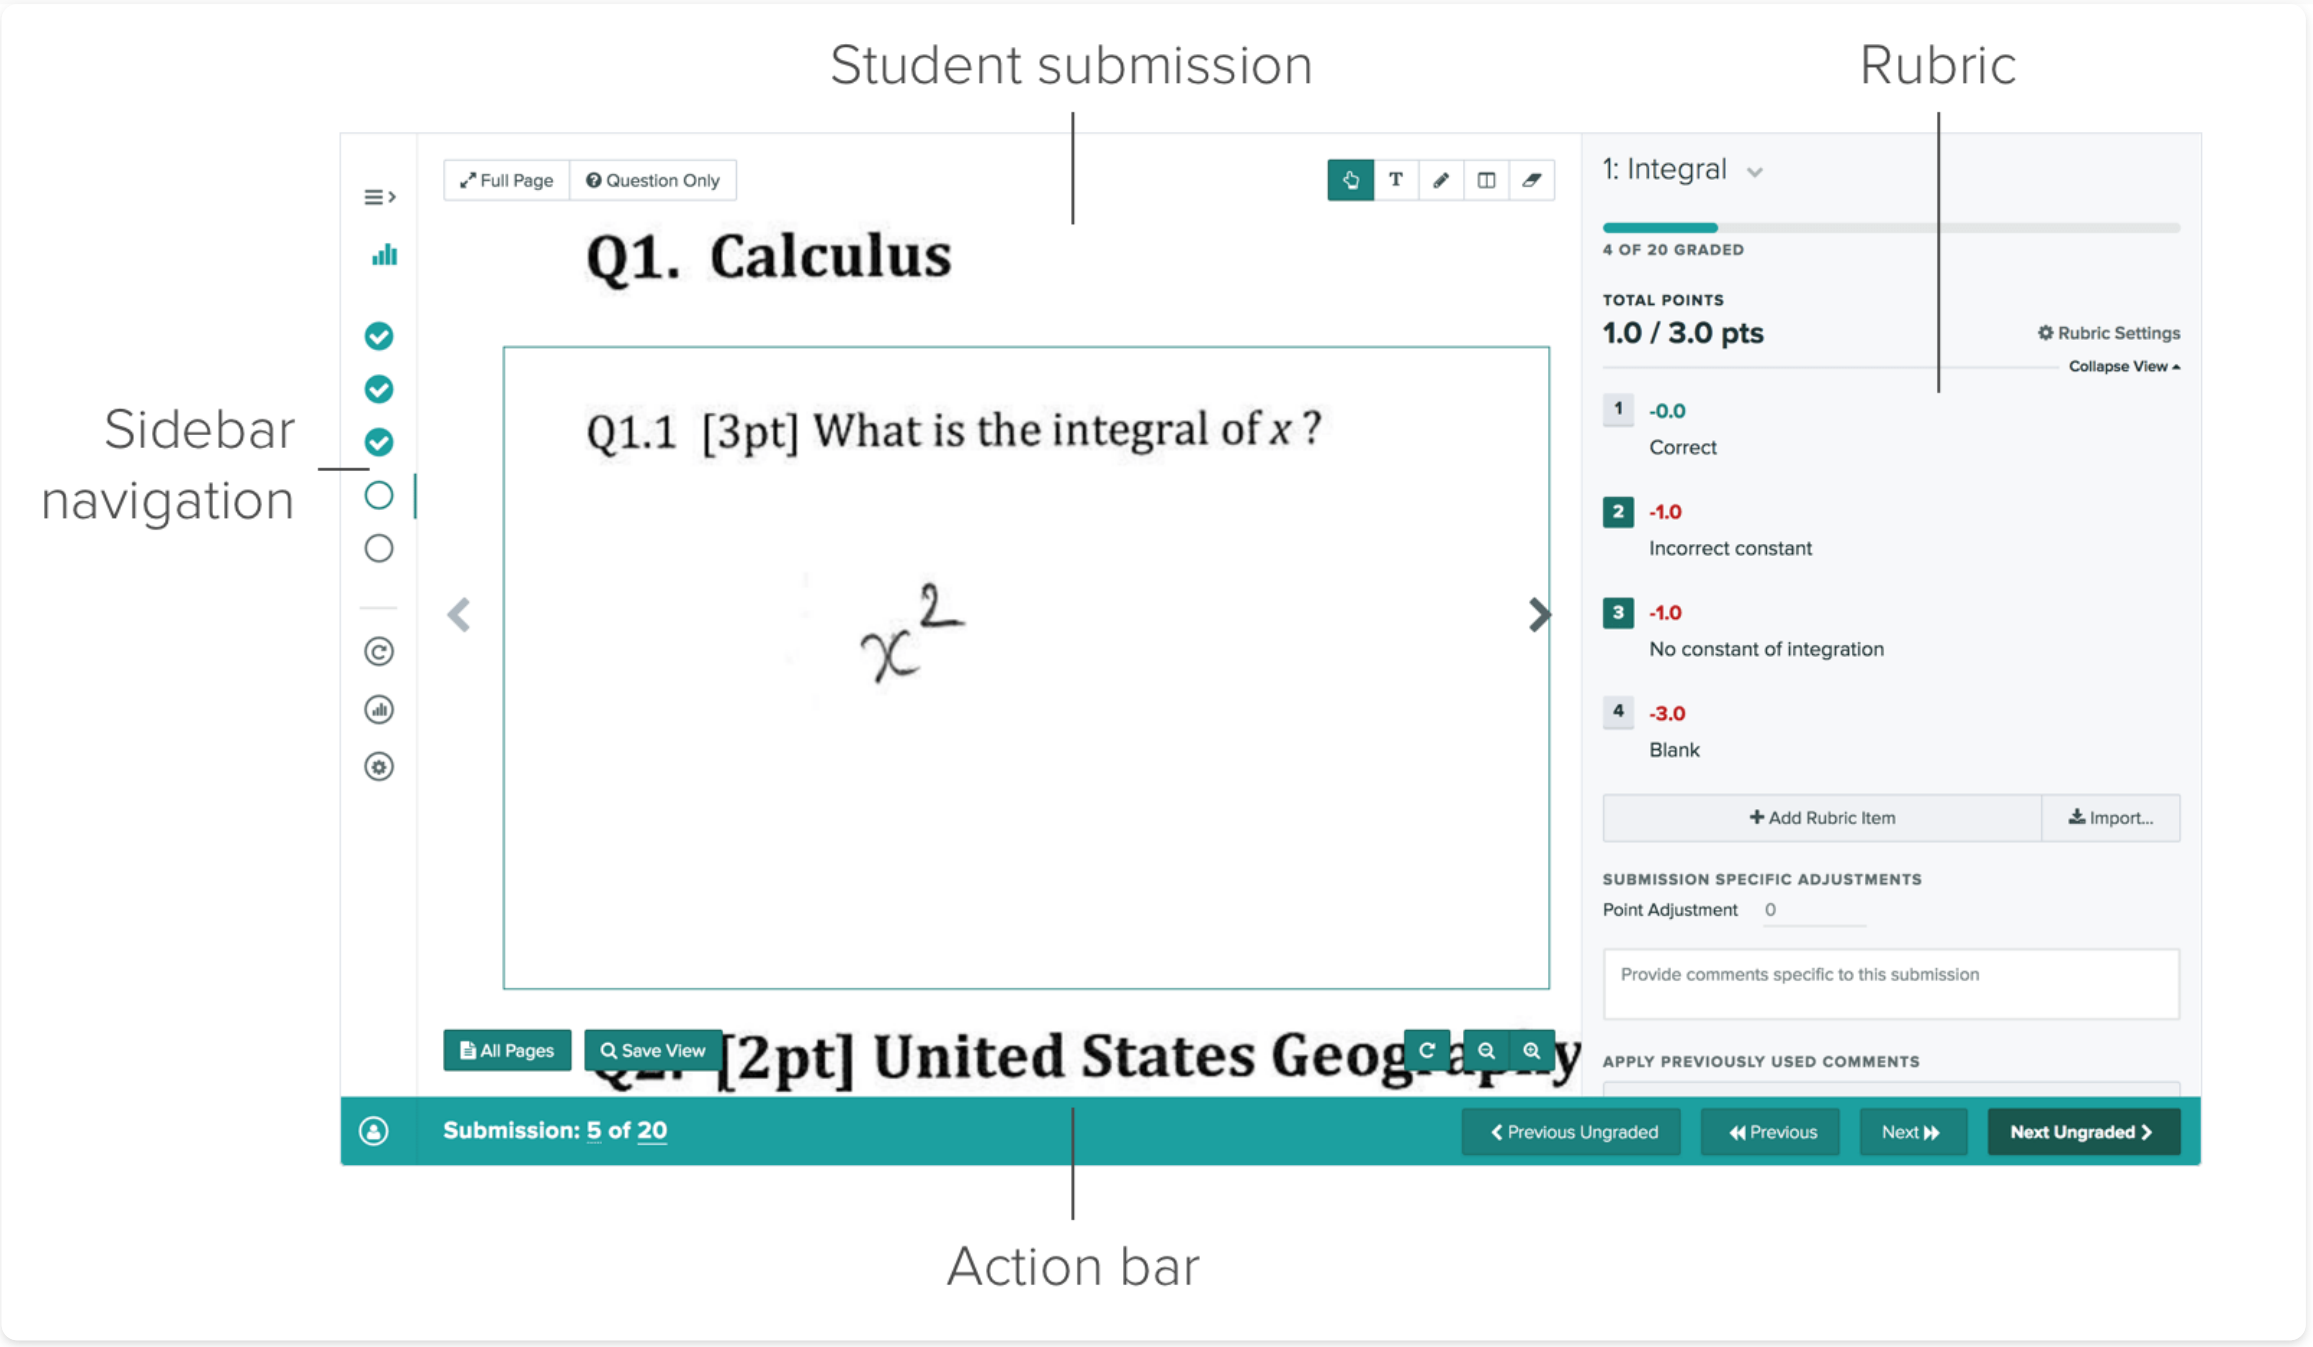 Student submission
Rubric
Sidebar
navigation
Full Page
Question Only
T
Q1. Calculus
Q1.1 [3pt] What is the integral of x ?
x²
All Pages
Save View
Q2. [2pt] United States Geography
1: Integral
4 OF 20 GRADED
TOTAL POINTS
1.0 / 3.0 pts
Rubric Settings
Collapse View
1 -0.0
Correct
2 -1.0
Incorrect constant
3 -1.0
No constant of integration
4 -3.0
Blank
+ Add Rubric Item
Import...
SUBMISSION SPECIFIC ADJUSTMENTS
Point Adjustment 0
Provide comments specific to this submission
APPLY PREVIOUSLY USED COMMENTS
Submission: 5 of 20
Previous Ungraded
Previous
Next
Next Ungraded
Action bar